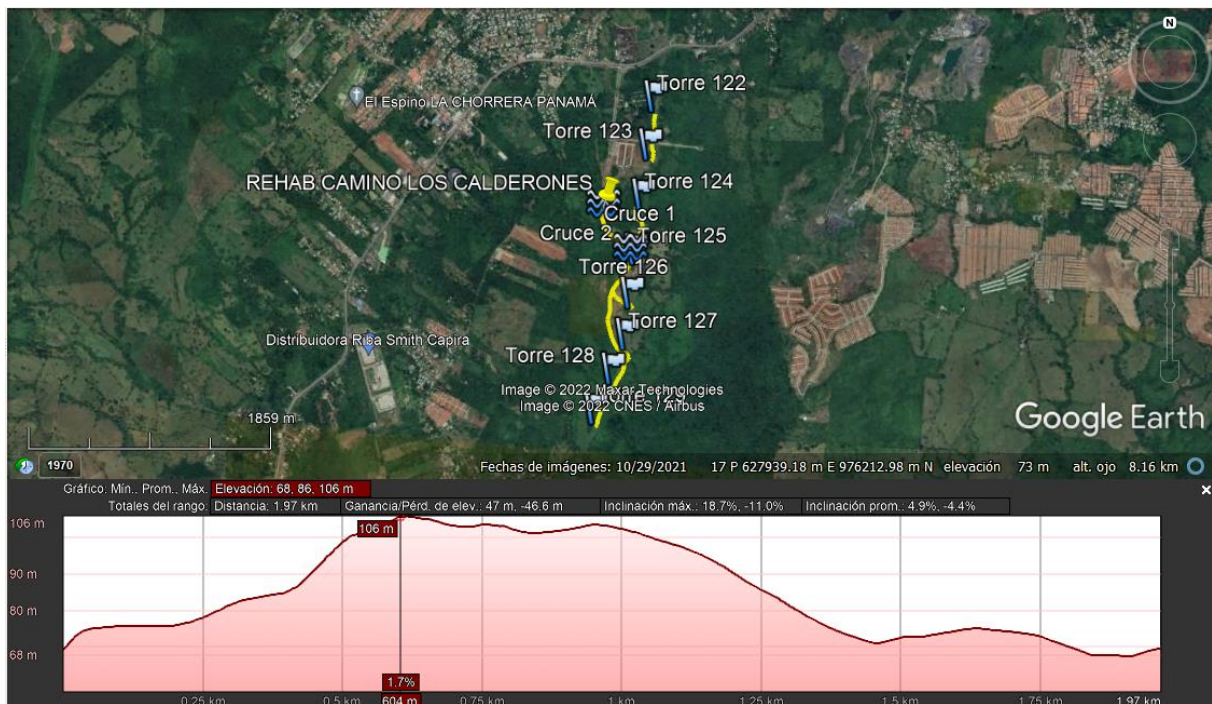 N
Torre 122
El Espino LA CHORRERA PANAMÁ
Torre 123
REHAB CAMINO LOS CALDERONES
Torre 124
Cruce 1
Cruce 2
Torre 125
Torre 126
Torre 127
Distribuidora Riba Smith Capira
Torre 128
Image © 2022 Maxar Technologies
Image © 2022 CNES / Airbus
1859 m
Google Earth
1970
Fechas de imágenes: 10/29/2021 17 P 627939.18 m E 976212.98 m N elevación 73 m alt. ojo 8.16 km
Gráfico: Mín., Prom., Máx. Elevación: 68, 86, 106 m
Totales del rango: Distancia: 1.97 km Ganancia/Pérd. de elev.: 47 m, -46.6 m Inclinación máx.: 18.7%, -11.0% Inclinación prom.: 4.9%, -4.4%
106 m
106 m
90 m
80 m
68 m
1.7%
0.25 km 0.5 km 604 m 0.75 km 1 km 1.25 km 1.5 km 1.75 km 1.97 km